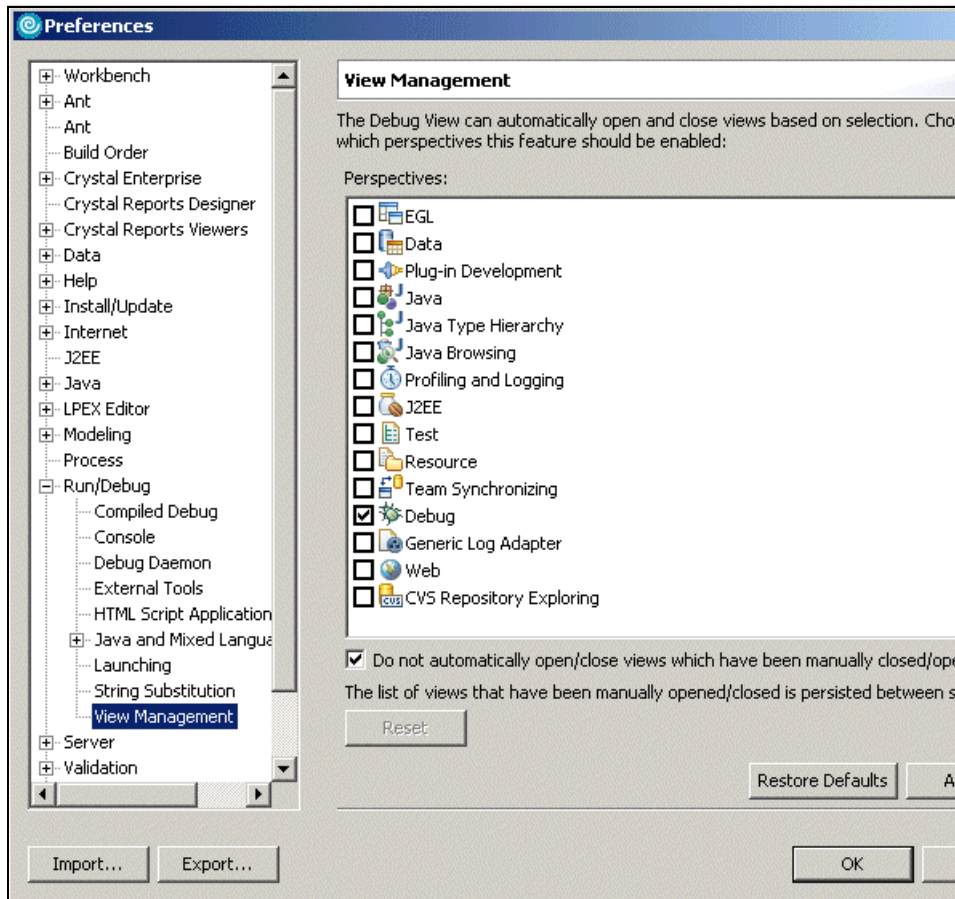 Preferences
Workbench
Ant
Ant
Build Order
Crystal Enterprise
Crystal Reports Designer
Crystal Reports Viewers
Data
Help
Install/Update
Internet
J2EE
Java
LPEX Editor
Modeling
Process
Run/Debug
Compiled Debug
Console
Debug Daemon
External Tools
HTML Script Application
Java and Mixed Langua
Launching
String Substitution
View Management
Server
Validation
Import...
Export...
View Management
The Debug View can automatically open and close views based on selection. Cho
which perspectives this feature should be enabled:
Perspectives:
EGL
Data
Plug-in Development
Java
Java Type Hierarchy
Java Browsing
Profiling and Logging
J2EE
Test
Resource
Team Synchronizing
Debug
Generic Log Adapter
Web
CVS Repository Exploring
Do not automatically open/close views which have been manually closed/ope
The list of views that have been manually opened/closed is persisted between s
Reset
Restore Defaults
A
OK